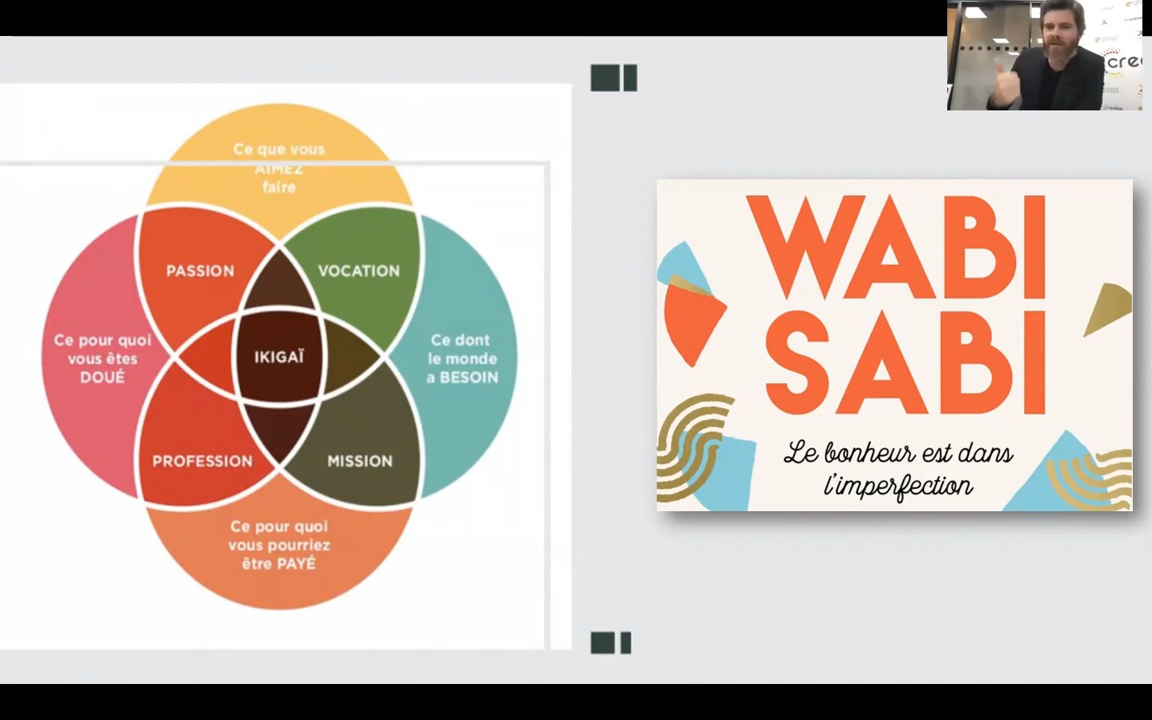 Ce que vous
AIMEZ
faire
PASSION
VOCATION
Ce pour quoi
vous êtes
DOUÉ
IKIGAÏ
Ce dont
le monde
a BESOIN
PROFESSION
MISSION
Ce pour quoi
vous pourriez
être PAYÉ
WABI
SABI
Le bonheur est dans
l'imperfection